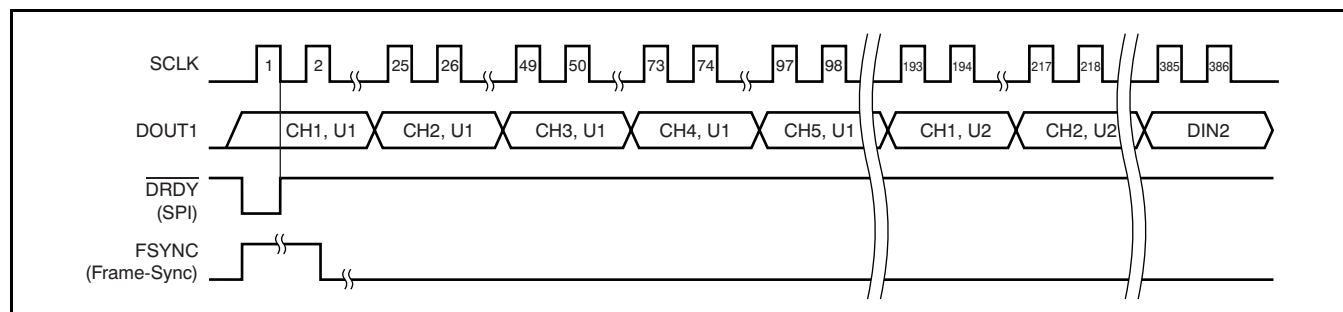 SCLK
1 2 25 26 49 50 73 74 97 98 193 194 217 218 385 386
DOUT1
CH1, U1 CH2, U1 CH3, U1 CH4, U1 CH5, U1 CH1, U2 CH2, U2 DIN2
DRDY
(SPI)
FSYNC
(Frame-Sync)